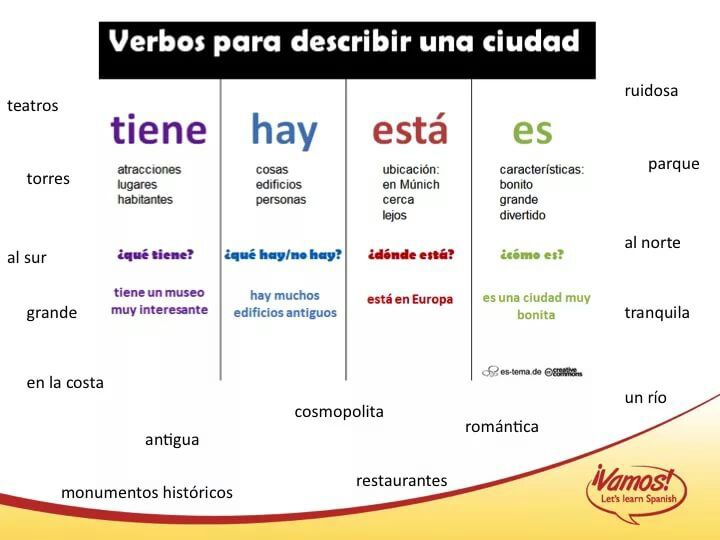 Verbos para describir una ciudad
teatros
ruidosa
tiene hay está es
torres
parque
atracciones
lugares
habitantes
cosas
edificios
personas
ubicación:
en Múnich
cerca
lejos
características:
bonito
grande
divertido
al sur
al norte
¿qué tiene? ¿qué hay/no hay? ¿dónde está? ¿cómo es?
tiene un museo
muy interesante
hay muchos
edificios antiguos
está en Europa
es una ciudad muy
bonita
grande
tranquila
es-tema.de creative commons
en la costa
un río
cosmopolita
romántica
antigua
restaurantes
monumentos históricos
¡Vamos!
Let's learn Spanish